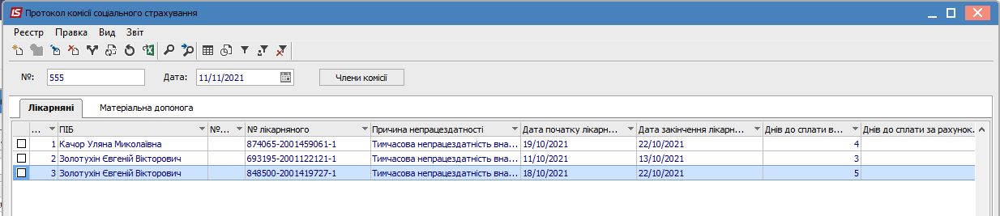 Протокол комісії соціального страхування
Реєстр Правка Вид Звіт
№: 555 Дата: 11/11/2021 Члени комісії
Лікарняні Матеріальна допомога
... ПІБ №... № лікарняного Причина непрацездатності Дата початку лікарн... Дата закінчення лікарн... Днів до сплати в... Днів до сплати за рахунок...
1 Качор Уляна Миколаївна 874065-2001459061-1 Тимчасова непрацездатність вна... 19/10/2021 22/10/2021 4
2 Золотухін Євгеній Вікторович 693195-2001122121-1 Тимчасова непрацездатність вна... 11/10/2021 13/10/2021 3
3 Золотухін Євгеній Вікторович 848500-2001419727-1 Тимчасова непрацездатність вна... 18/10/2021 22/10/2021 5